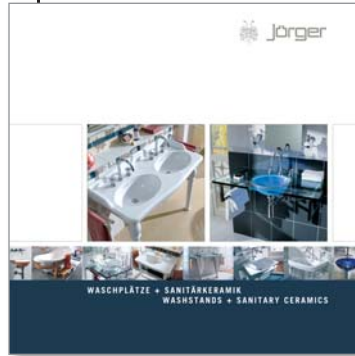 Jörger
WASCHPLÄTZE + SANITÄRKERAMIK
WASHSTANDS + SANITARY CERAMICS